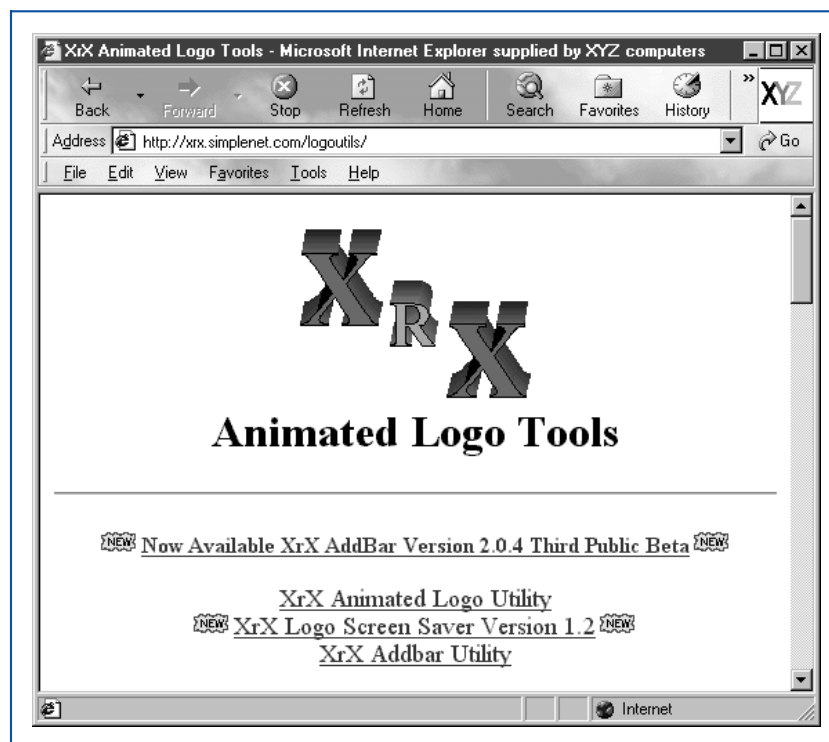 XrX Animated Logo Tools - Microsoft Internet Explorer supplied by XYZ computers
Back Forward Stop Refresh Home Search Favorites History » XYZ
Address http://xrx.simplenet.com/logoutils/ Go
File Edit View Favorites Tools Help
XRX
Animated Logo Tools
NEW Now Available XrX AddBar Version 2.0.4 Third Public Beta NEW
XrX Animated Logo Utility
NEW XrX Logo Screen Saver Version 1.2 NEW
XrX Addbar Utility
Internet